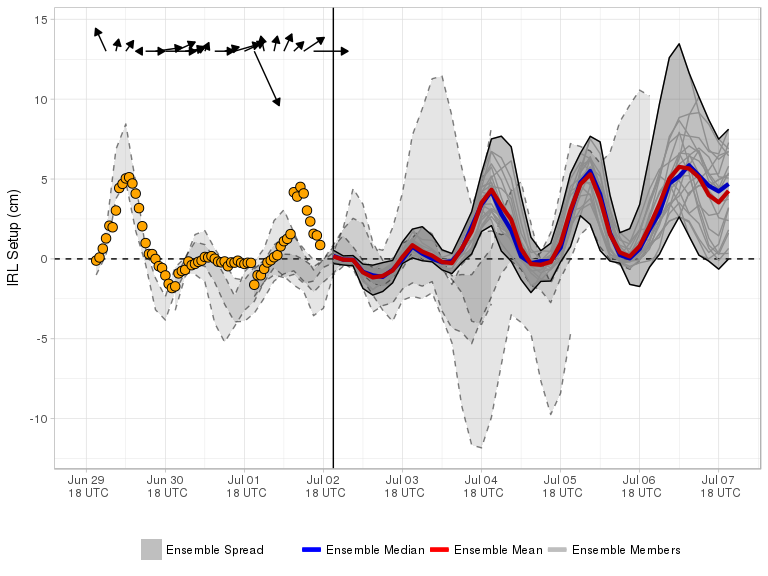 15
10
5
0
-5
-10
IRL Setup (cm)
Jun 29 Jun 30 Jul 01 Jul 02 Jul 03 Jul 04 Jul 05 Jul 06 Jul 07
18 UTC 18 UTC 18 UTC 18 UTC 18 UTC 18 UTC 18 UTC 18 UTC 18 UTC
Ensemble Spread Ensemble Median Ensemble Mean Ensemble Members